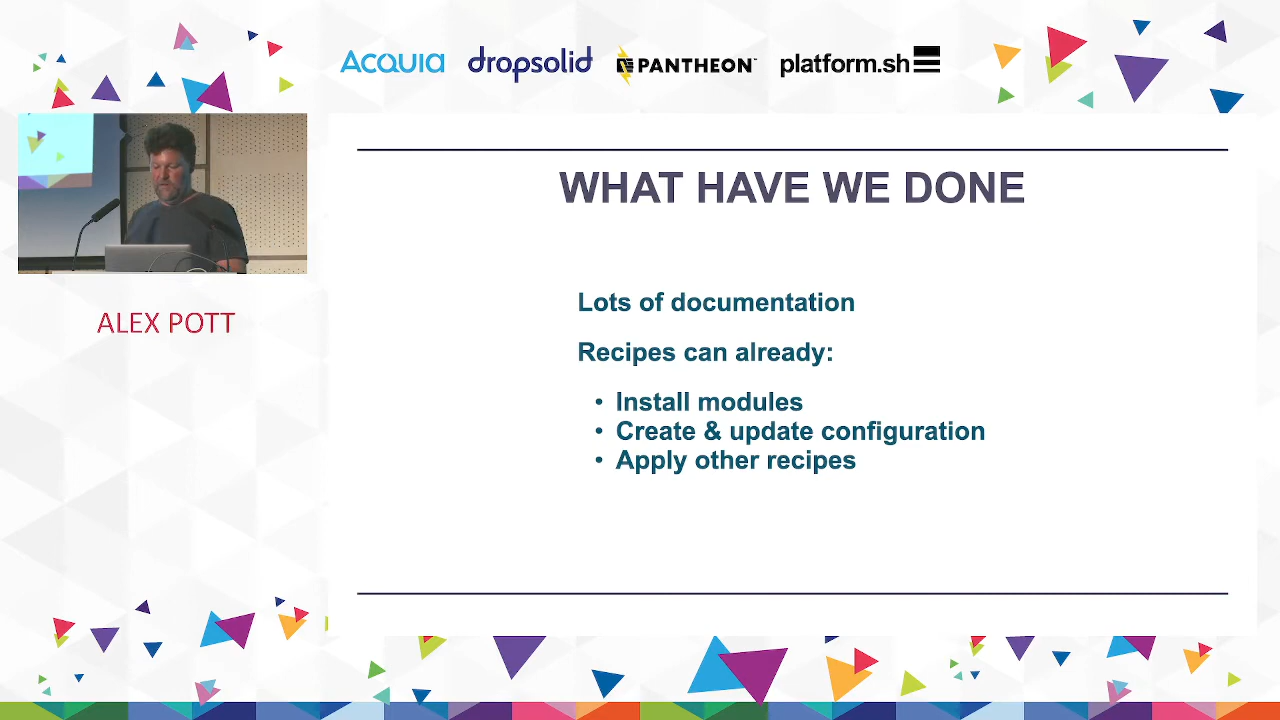 ACQUIA
dropsolid
PANTHEON
platform.sh
WHAT HAVE WE DONE
ALEX POTT
Lots of documentation
Recipes can already:
• Install modules
• Create & update configuration
• Apply other recipes